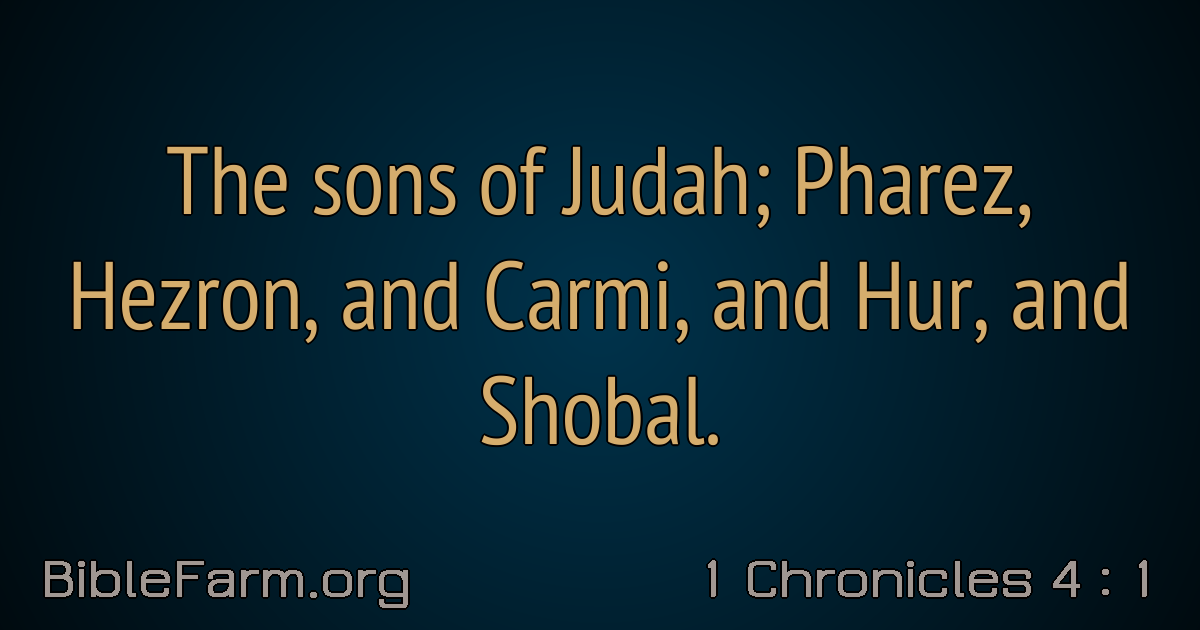 The sons of Judah; Pharez,
Hezron, and Carmi, and Hur, and
Shobal.
BibleFarm.org
1 Chronicles 4 : 1